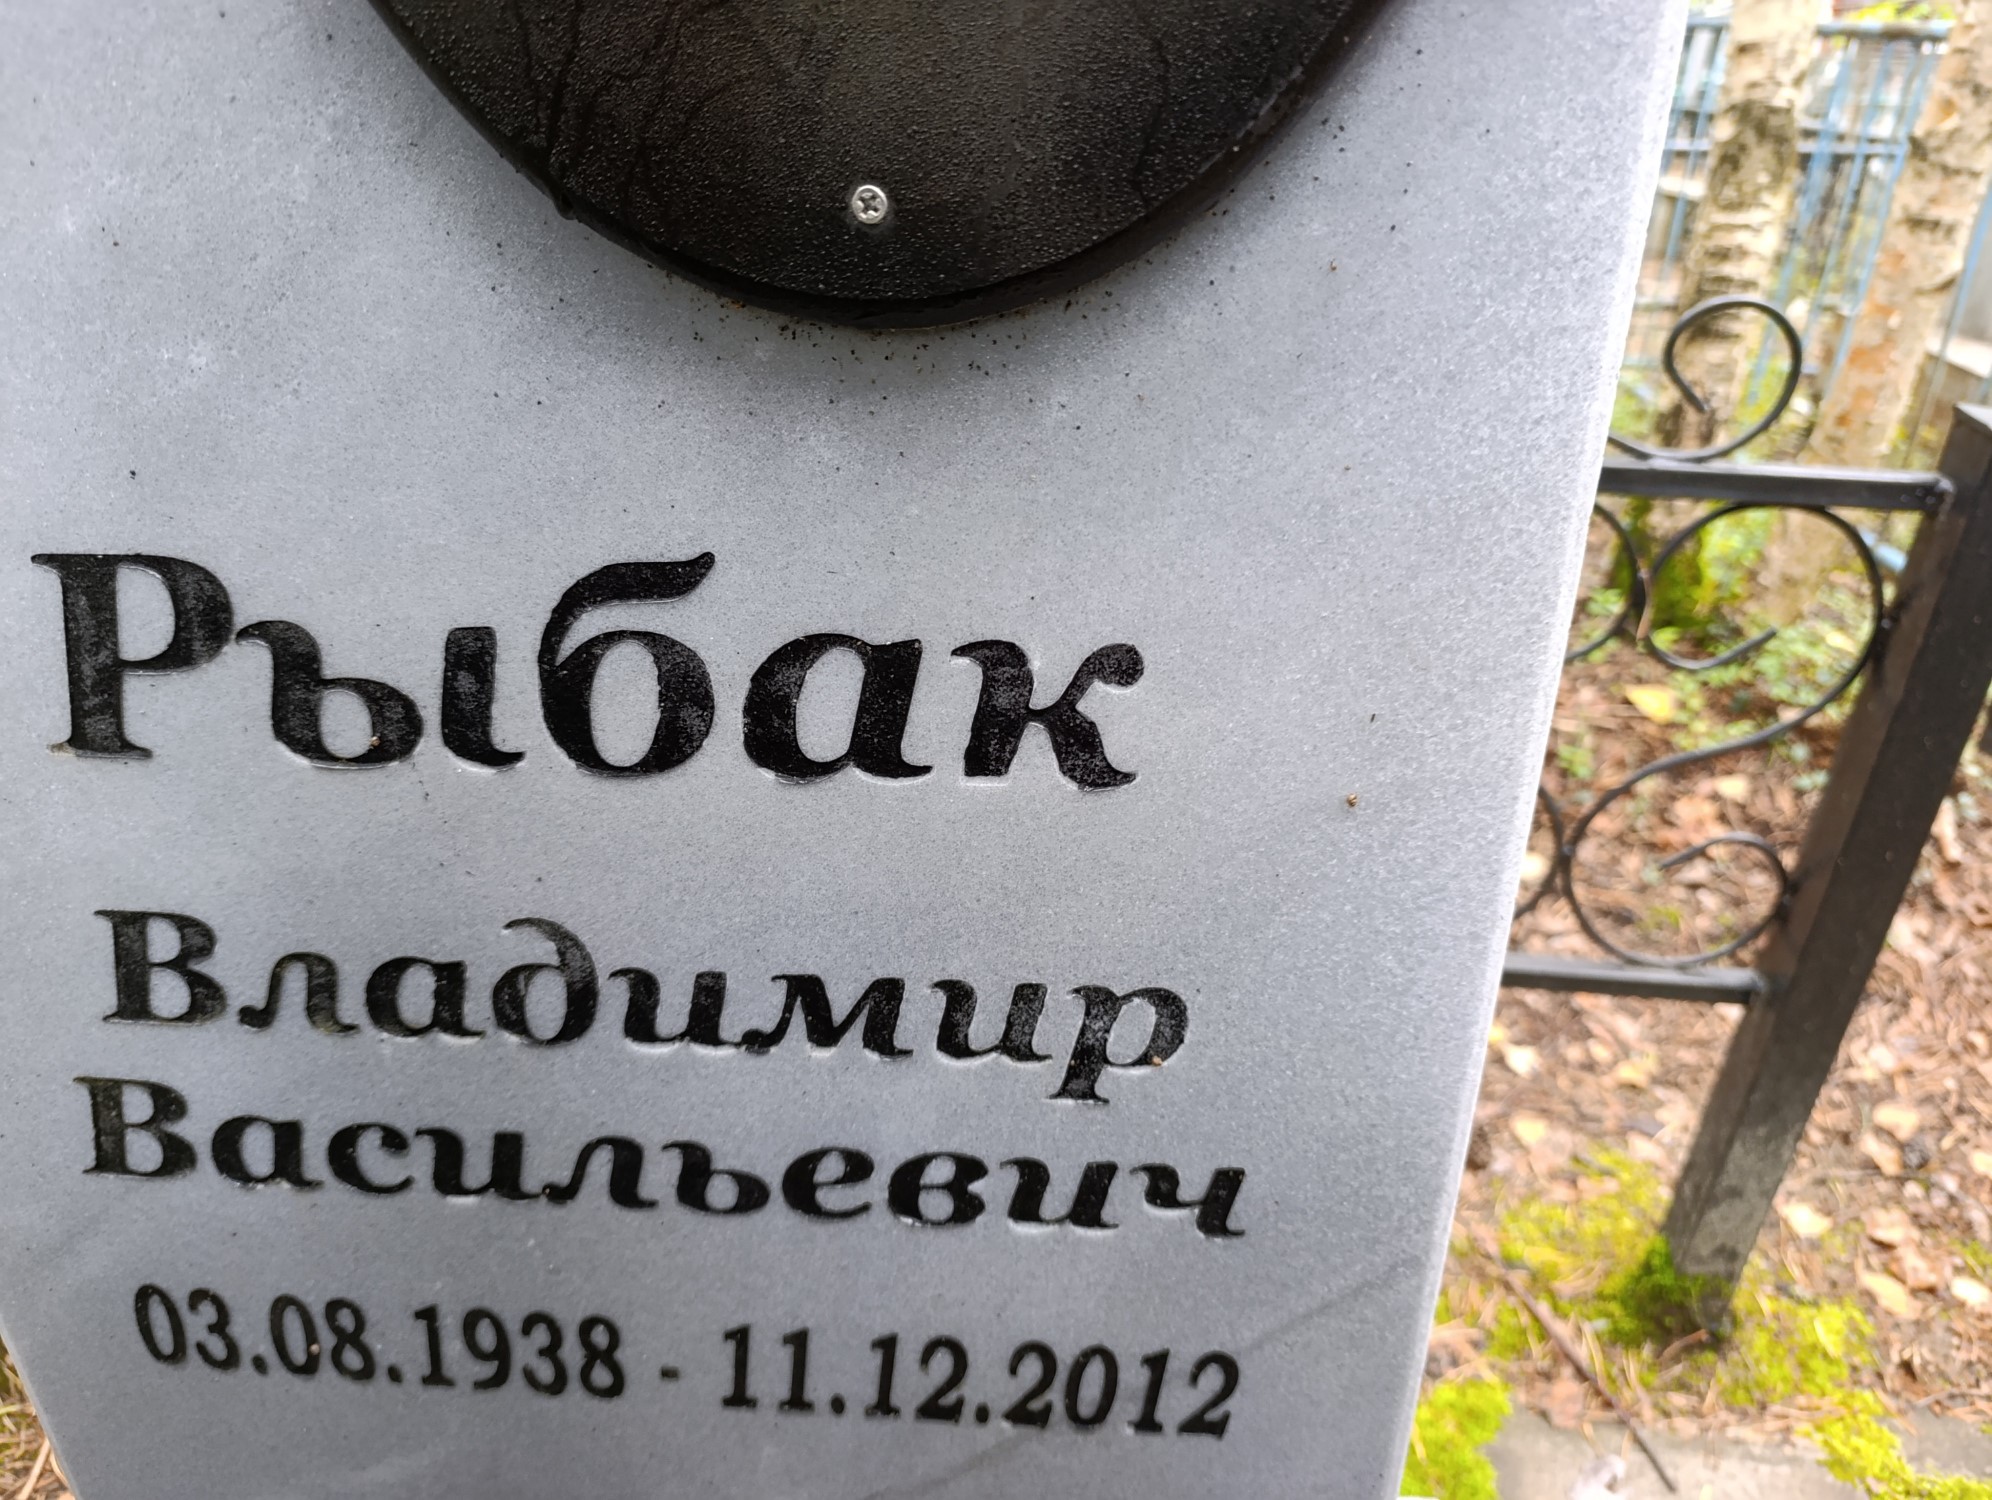 Рыбак
Владимир
Васильевич
03.08.1938 - 11.12.2012